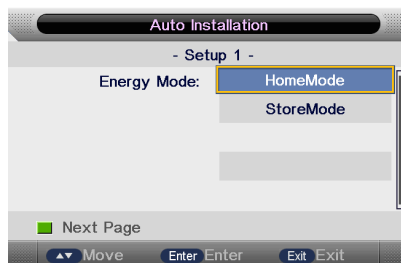 Auto Installation
- Setup 1 -
Energy Mode: HomeMode
StoreMode
Next Page
▲▼ Move Enter Enter Exit Exit